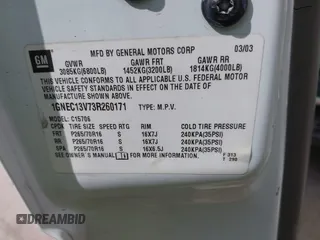 GM
MFD BY GENERAL MOTORS CORP 03/03
GVWR GAWR FRT GAWR RR
3085KG(6800LB) 1452KG(3200LB) 1814KG(4000LB)
THIS VEHICLE CONFORMS TO ALL APPLICABLE U.S. FEDERAL MOTOR
VEHICLE SAFETY STANDARDS IN EFFECT ON THE DATE OF
MANUFACTURE SHOWN ABOVE.
1GNEC13V73R260171 TYPE: M.P.V.
MODEL: C15706
TIRE SIZE SPEED RTG RIM COLD TIRE PRESSURE
FRT P265/70R16 S 16X7J 240KPA(35PSI)
RR P265/70R16 S 16X7J 240KPA(35PSI)
SPA P265/70R16 S 16X6.5J 240KPA(35PSI)
SEE OWNER'S MANUAL FOR MORE INFORMATION.
DREAMBID